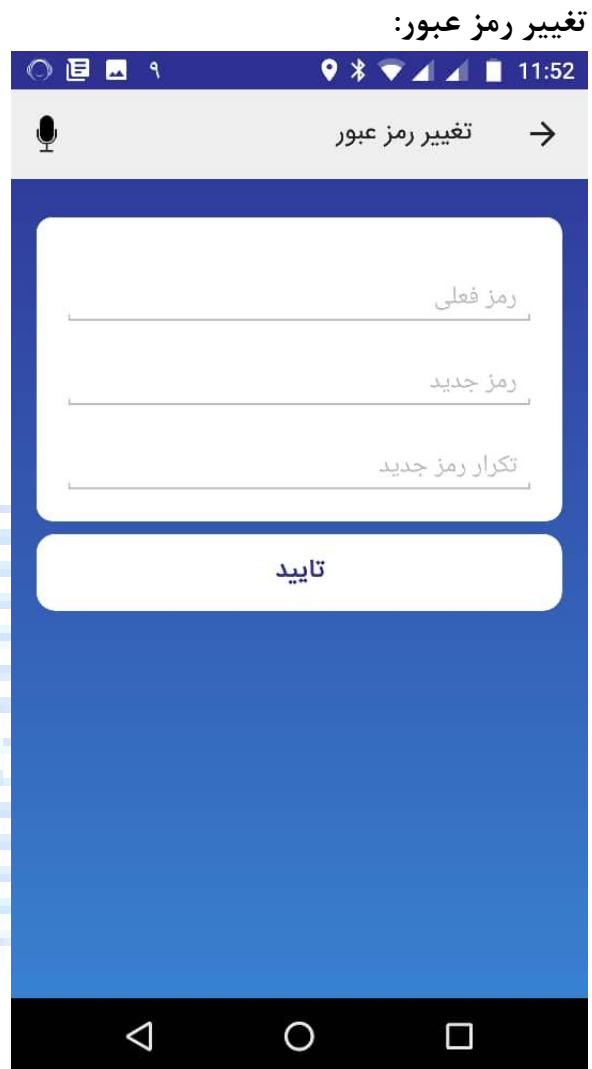 تغییر رمز عبور:
۹ 11:52
تغییر رمز عبور
رمز فعلی
رمز جدید
تکرار رمز جدید
تایید